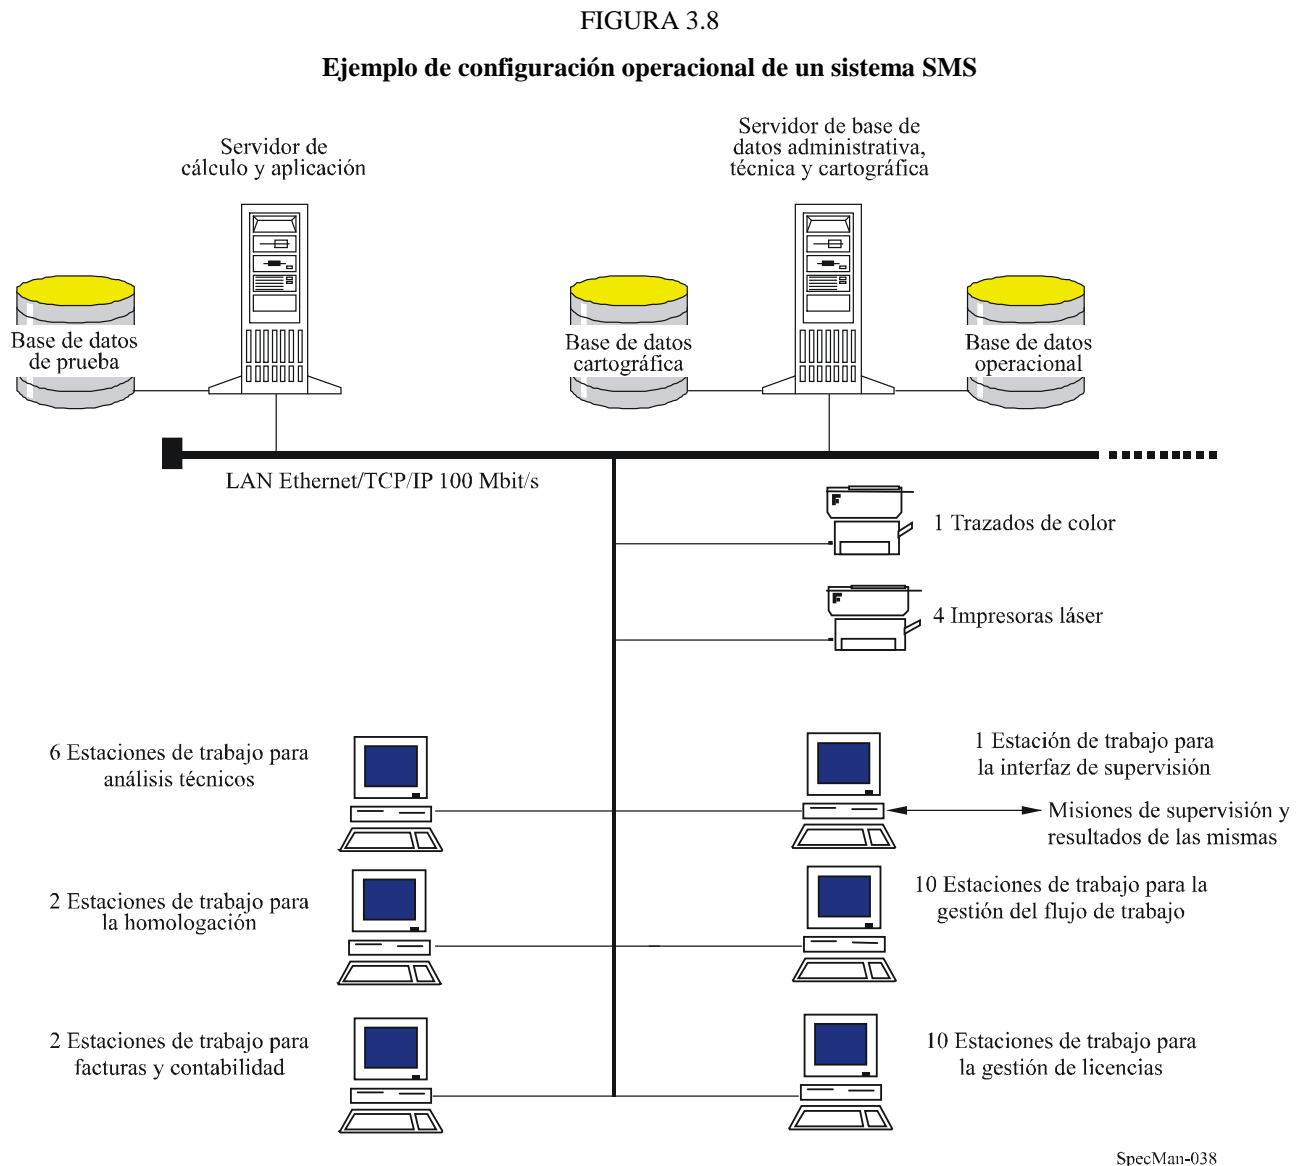 FIGURA 3.8
Ejemplo de configuración operacional de un sistema SMS
Servidor de
cálculo y aplicación
Servidor de base de
datos administrativa,
técnica y cartográfica
Base de datos
de prueba
Base de datos
cartográfica
Base de datos
operacional
LAN Ethernet/TCP/IP 100 Mbit/s
1 Trazados de color
4 Impresoras láser
6 Estaciones de trabajo para
análisis técnicos
1 Estación de trabajo para
la interfaz de supervisión
Misiones de supervisión y
resultados de las mismas
2 Estaciones de trabajo para
la homologación
10 Estaciones de trabajo para la
gestión del flujo de trabajo
2 Estaciones de trabajo para
facturas y contabilidad
10 Estaciones de trabajo para
la gestión de licencias
SpecMan-038